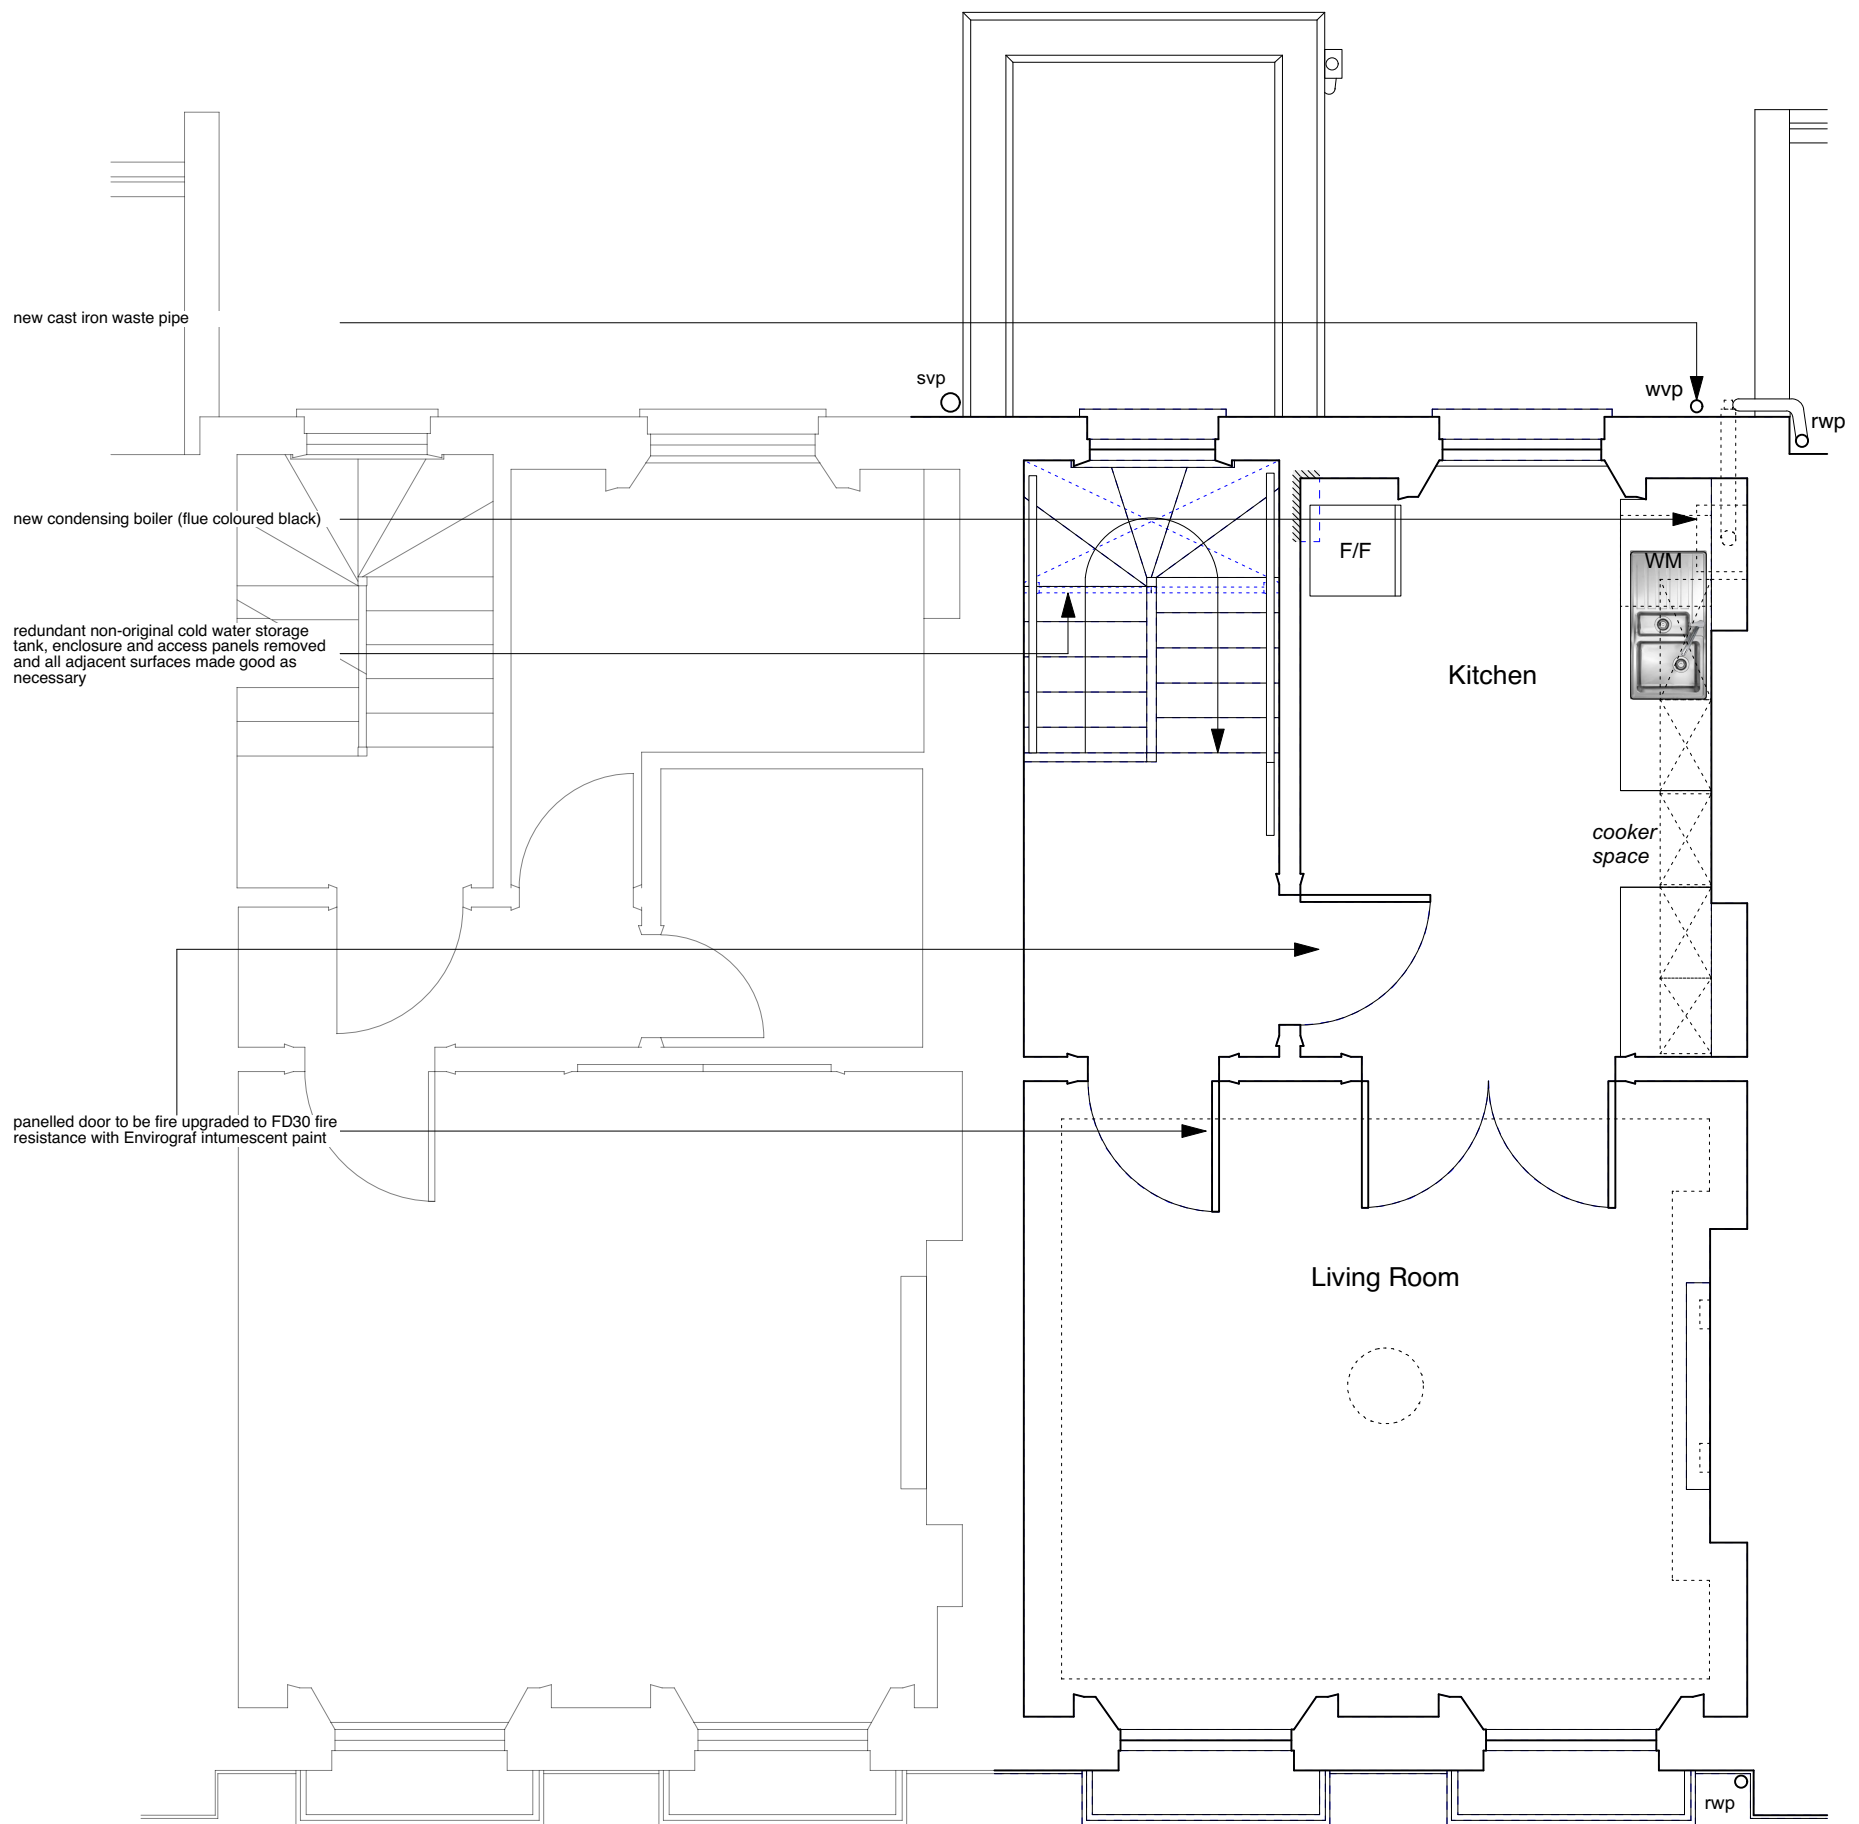 new cast iron waste pipe
svp
wvp
rwp
new condensing boiler (flue coloured black)
F/F
WM
redundant non-original cold water storage
tank, enclosure and access panels removed
and all adjacent surfaces made good as
necessary
Kitchen
cooker
space
panelled door to be fire upgraded to FD30 fire
resistance with Envirograf intumescent paint
Living Room
rwp